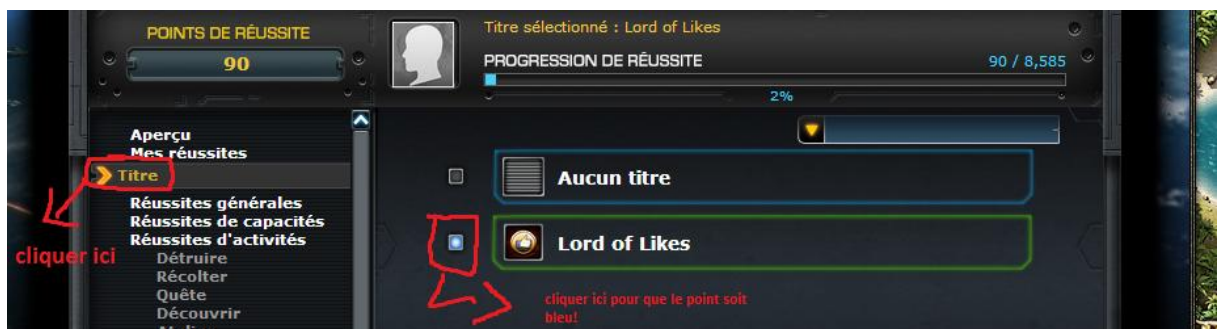 POINTS DE RÉUSSITE
90
Titre sélectionné : Lord of Likes
PROGRESSION DE RÉUSSITE
90 / 8,585
2%
Aperçu
Mes réussites
Titre
Réussites générales
Réussites de capacités
Réussites d'activités
Détruire
Récolter
Quête
Découvrir
cliquer ici
Aucun titre
Lord of Likes
cliquer ici pour que le point soit
bleu!